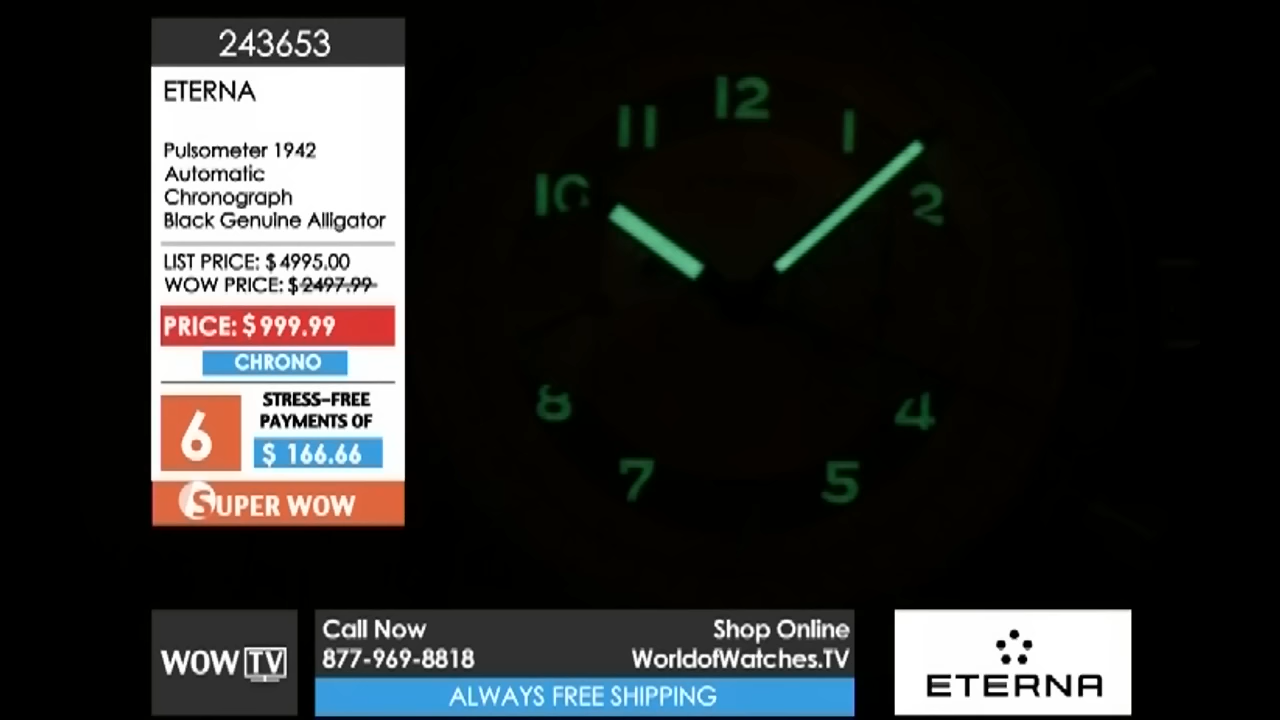 243653
ETERNA
Pulsometer 1942
Automatic
Chronograph
Black Genuine Alligator
LIST PRICE: $ 4995.00
WOW PRICE: $ 2497.99
PRICE: $ 999.99
CHRONO
6
STRESS-FREE
PAYMENTS OF
$ 166.66
SUPER WOW
12
11
1
10
2
8
4
7
5
WOW TV
Call Now
877-969-8818
Shop Online
WorldofWatches.TV
ALWAYS FREE SHIPPING
ETERNA